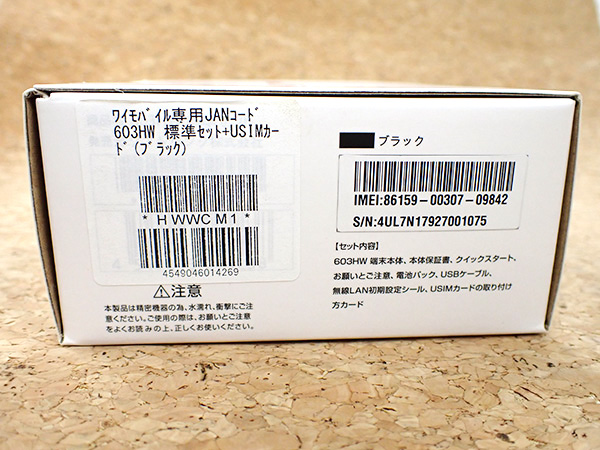 ワイモバイル専用JANコード
603HW 標準セット+USIMカー
ド(ブラック)
* H WWC M 1 *
4549046014269
⚠注意
本製品は精密機器の為、水濡れ、衝撃にご注
意ください。ご使用の際は、お願いとご注意
をよくお読みの上、正しくお使いください。
ブラック
IMEI:86159-00307-09842
S/N:4UL7N17927001075
【セット内容】
603HW 端末本体、本体保証書、クイックスタート、
お願いとご注意、電池パック、USBケーブル、
無線LAN初期設定シール、USIMカードの取り付け
方カード